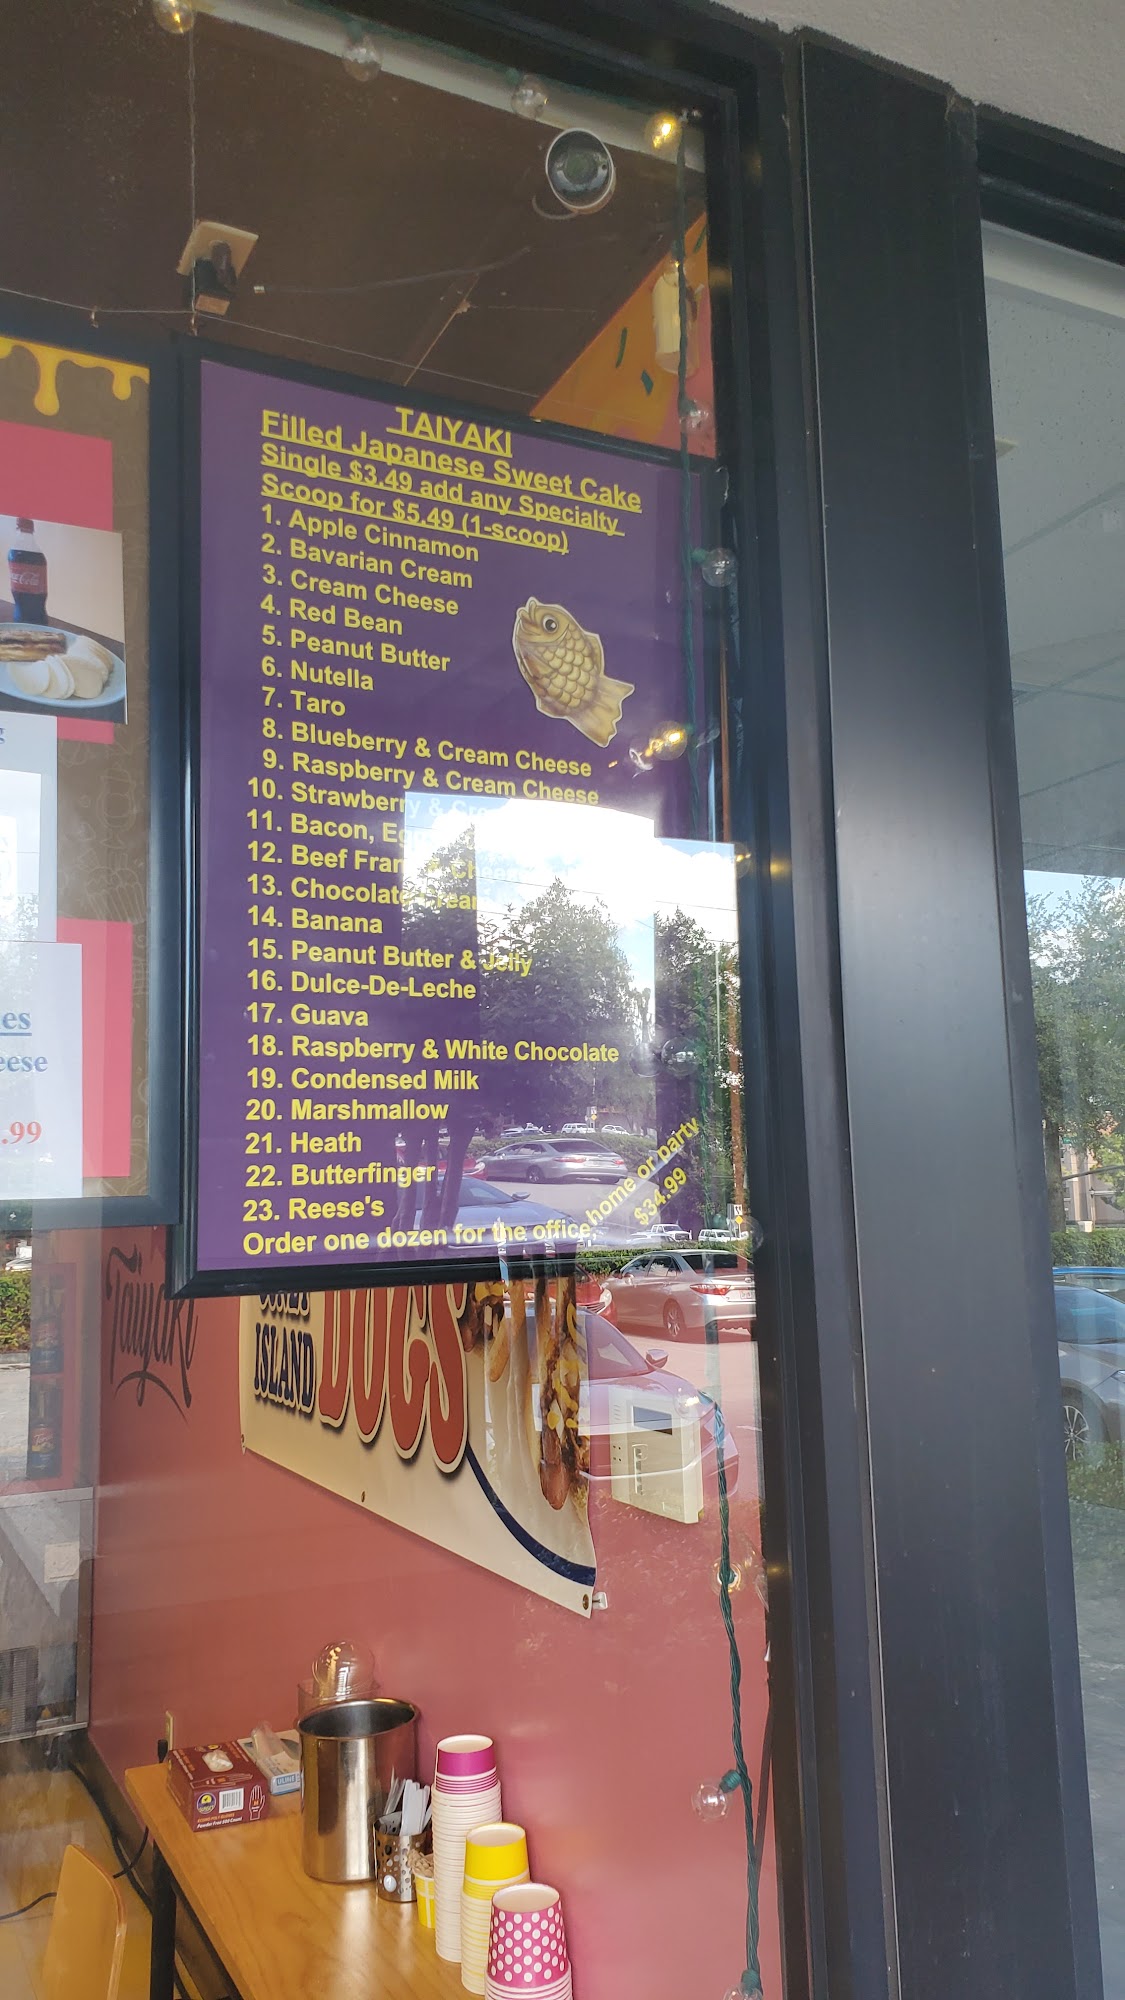 TAIYAKI
Filled Japanese Sweet Cake
Single $3.49 add any Specialty
Scoop for $5.49 (1-scoop)
1. Apple Cinnamon
2. Bavarian Cream
3. Cream Cheese
4. Red Bean
5. Peanut Butter
6. Nutella
7. Taro
8. Blueberry & Cream Cheese
9. Raspberry & Cream Cheese
10. Strawberry &
11. Bacon,
12. Beef & Cheese
13. Chocolate Cream
14. Banana
15. Peanut Butter & Jelly
16. Dulce-De-Leche
17. Guava
18. Raspberry & White Chocolate
19. Condensed Milk
20. Marshmallow
21. Heath
22. Butterfinger
23. Reese's
Order one dozen for the office, home or party
$34.99
.99
Taiyaki
ISLAND
DOGS